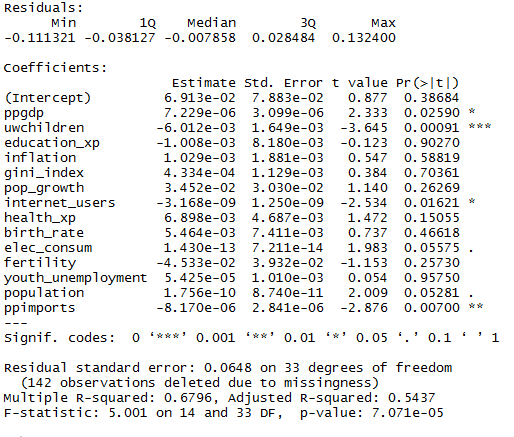 Residuals:
Min 1Q Median 3Q Max
-0.111321 -0.038127 -0.007858 0.028484 0.132400
Coefficients:
Estimate Std. Error t value Pr(>|t|)
(Intercept) 6.913e-02 7.883e-02 0.877 0.38684
ppgdp 7.229e-06 3.099e-06 2.333 0.02590 *
uwchildren -6.012e-03 1.649e-03 -3.645 0.00091 ***
education_xp -1.008e-03 8.180e-03 -0.123 0.90270
inflation 1.029e-03 1.881e-03 0.547 0.58819
gini_index 4.334e-04 1.129e-03 0.384 0.70361
pop_growth 3.452e-02 3.030e-02 1.140 0.26269
internet_users -3.168e-09 1.250e-09 -2.534 0.01621 *
health_xp 6.898e-03 4.687e-03 1.472 0.15055
birth_rate 5.464e-03 7.411e-03 0.737 0.46618
elec_consum 1.430e-13 7.211e-14 1.983 0.05575 .
fertility -4.533e-02 3.932e-02 -1.153 0.25730
youth_unemployment 5.425e-05 1.010e-03 0.054 0.95750
population 1.756e-10 8.740e-11 2.009 0.05281 .
ppimports -8.170e-06 2.841e-06 -2.876 0.00700 **
---
Signif. codes: 0 ‘***’ 0.001 ‘**’ 0.01 ‘*’ 0.05 ‘.’ 0.1 ‘ ’ 1
Residual standard error: 0.0648 on 33 degrees of freedom
(142 observations deleted due to missingness)
Multiple R-squared: 0.6796, Adjusted R-squared: 0.5437
F-statistic: 5.001 on 14 and 33 DF, p-value: 7.071e-05